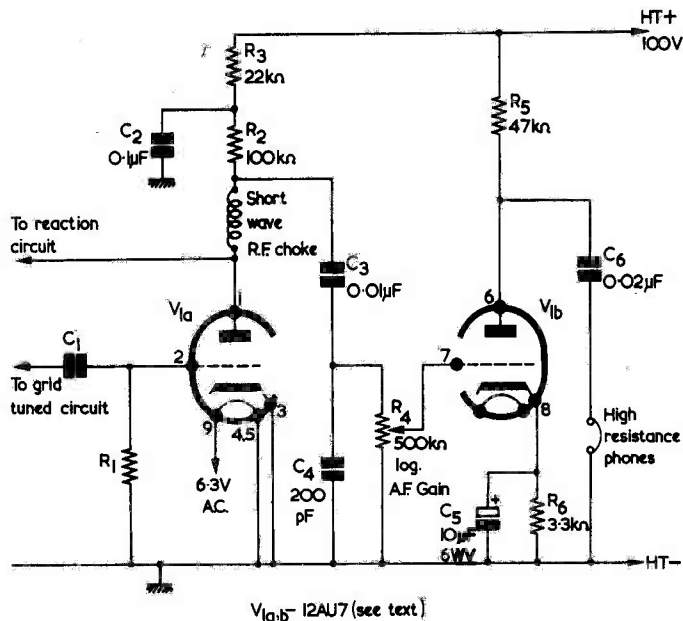 HT+
100V
R3
22kΩ
R5
47kΩ
C2
0·1µF
R2
100kΩ
Short
wave
R.F. choke
To reaction
circuit
C3
0·01µF
C6
0·02µF
1
6
V1a
V1b
C1
2
7
To grid
tuned circuit
3
9
4,5
8
R4
500kΩ
log.
A.F. Gain
High
resistance
phones
R1
6·3V
A.C.
C4
200
pF
C5
+
10µF
6WV
R6
3·3kΩ
HT-
V1a,b- 12AU7 (see text)